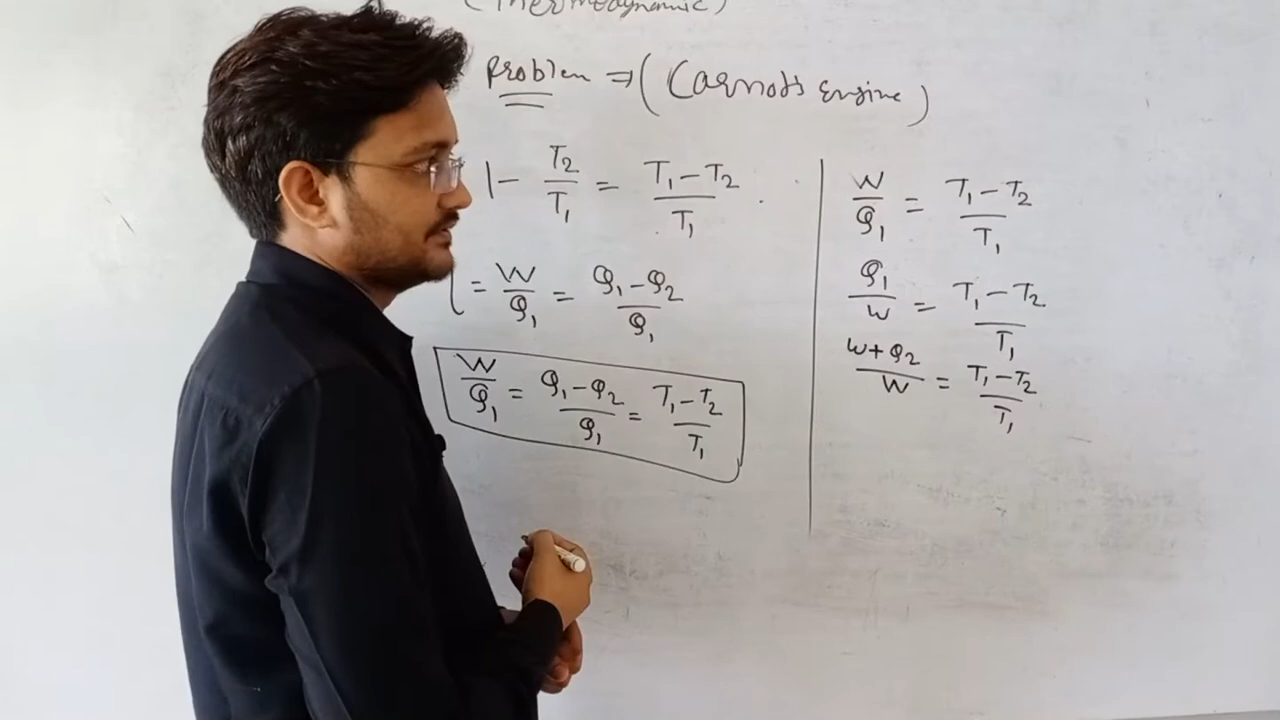 (Thermodynamic)
Problem ⇒ (Carnot's Engine)
1 - T₂/T₁ = (T₁-T₂)/T₁
= W/Q₁ = (Q₁-Q₂)/Q₁
W/Q₁ = (Q₁-Q₂)/Q₁ = (T₁-T₂)/T₁
W/Q₁ = (T₁-T₂)/T₁
Q₁/W = (T₁-T₂)/T₁
(W+Q₂)/W = (T₁-T₂)/T₁